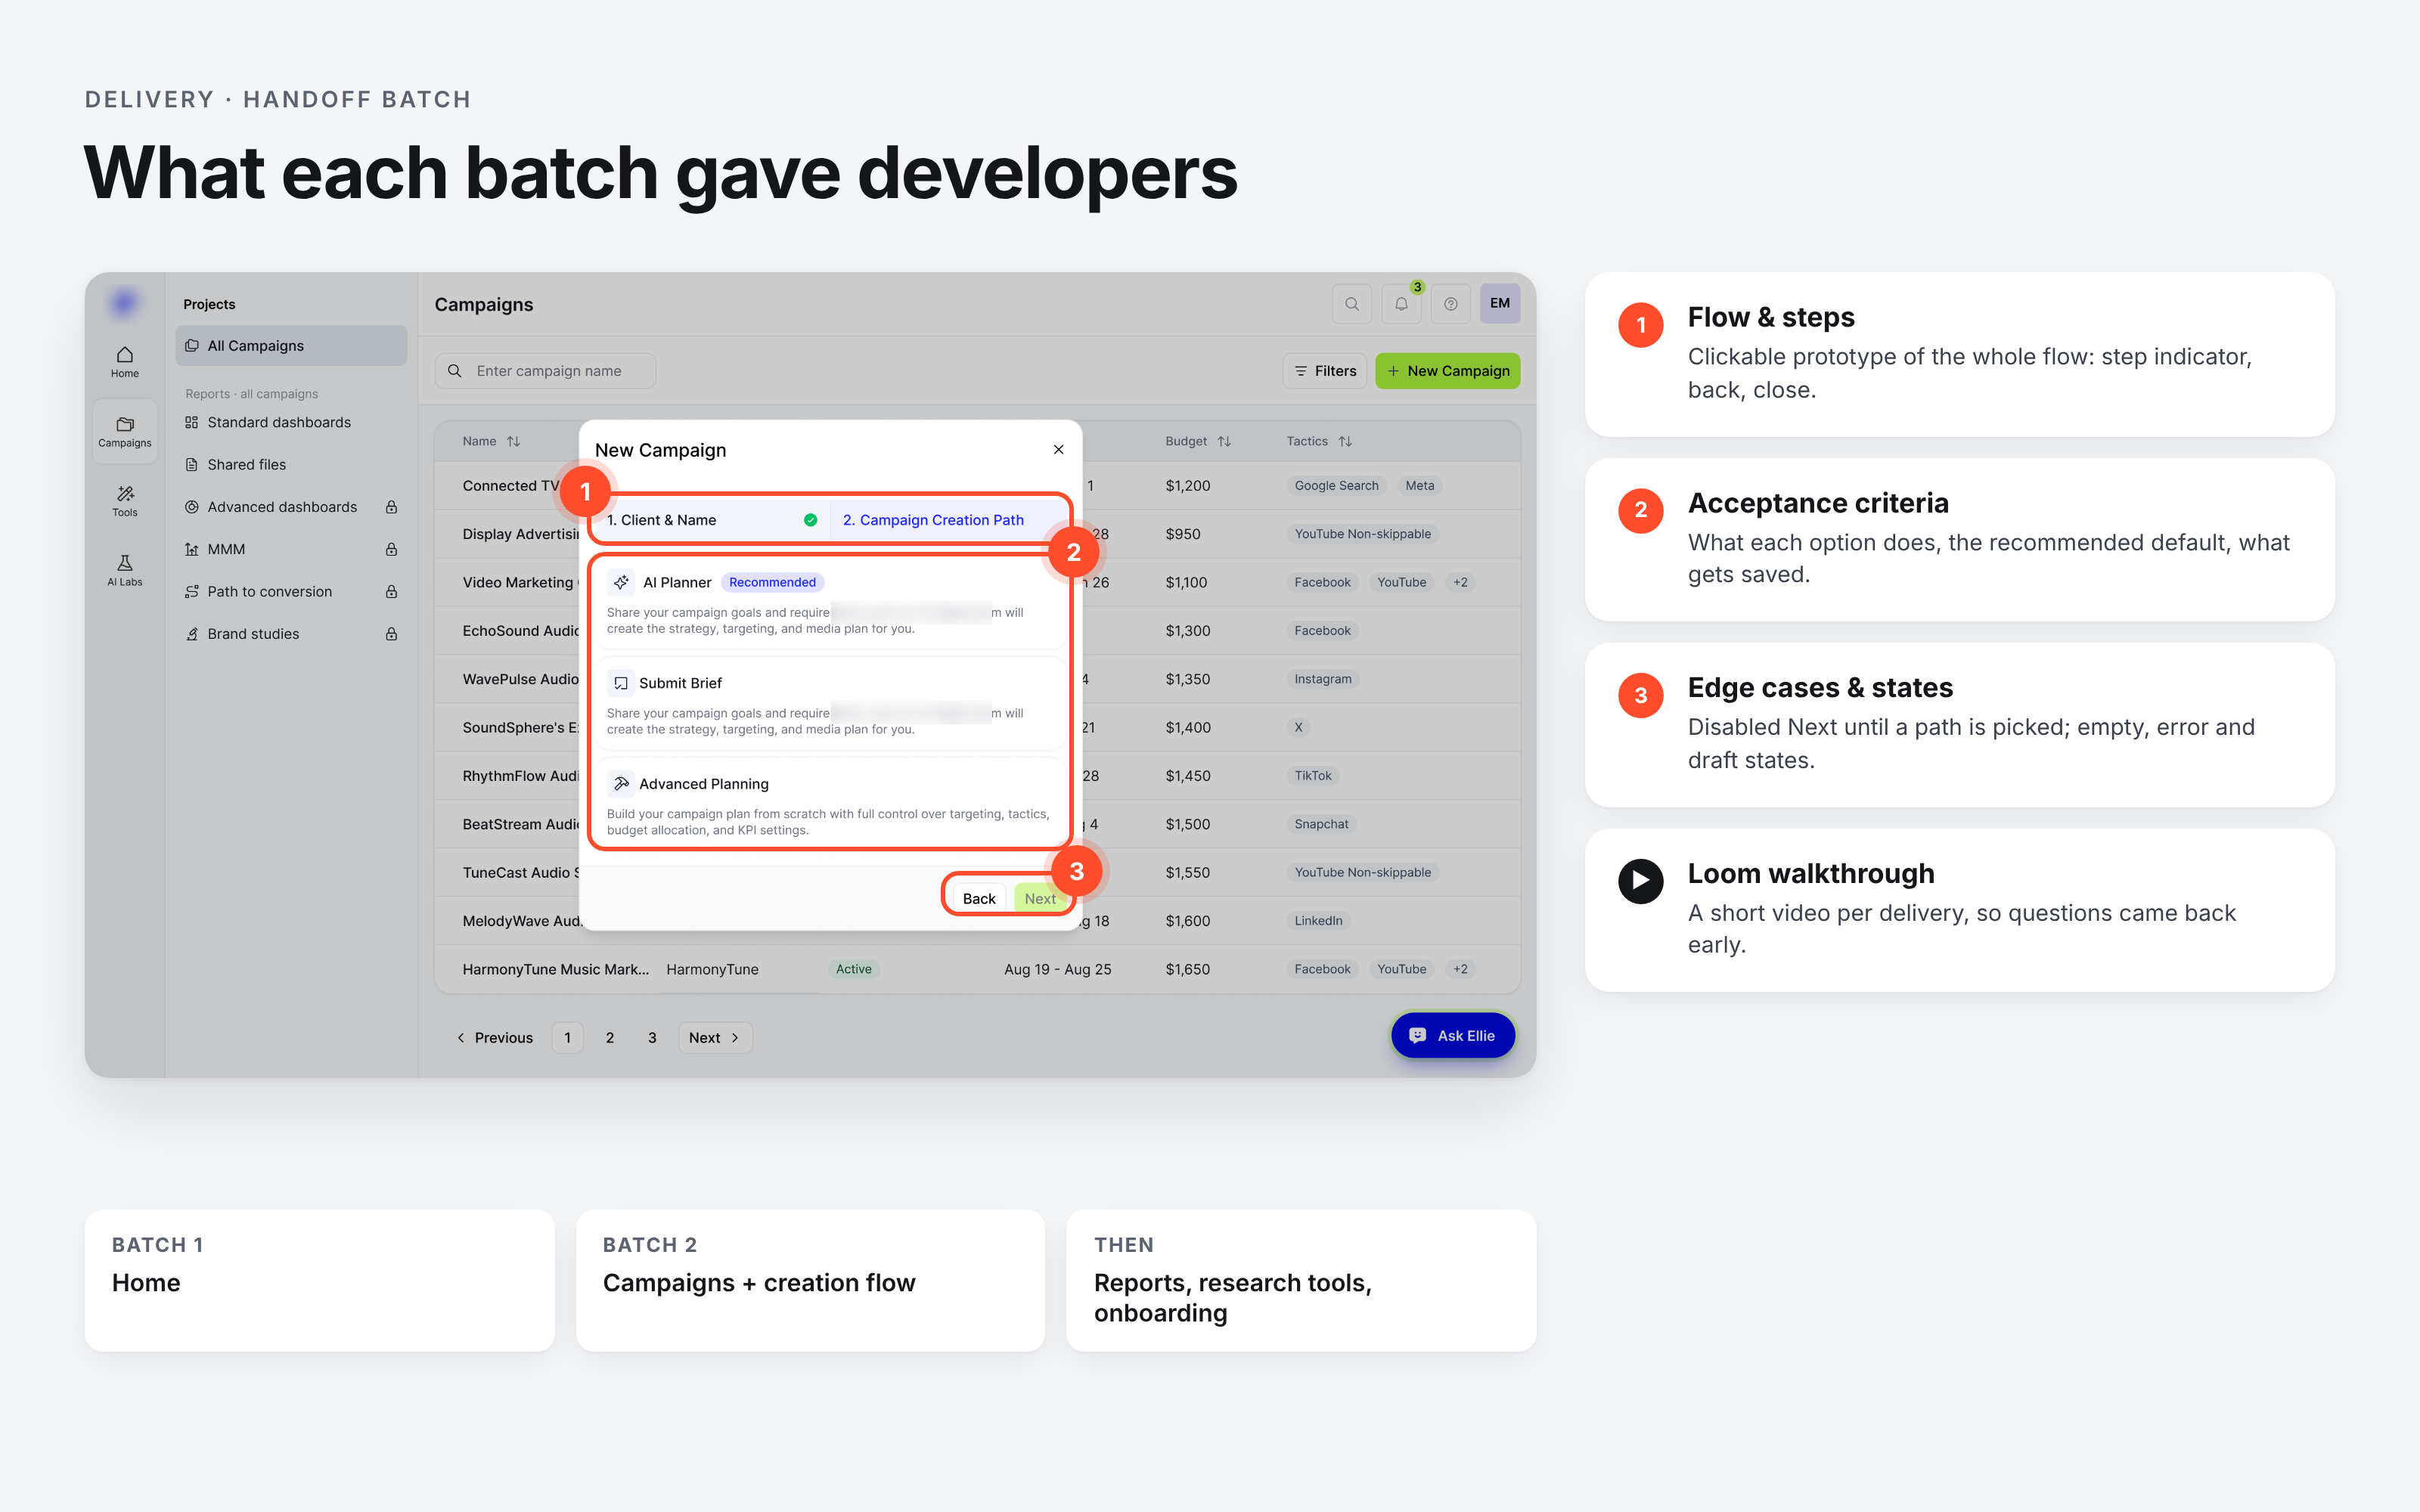 DELIVERY · HANDOFF BATCH
What each batch gave developers
Home
Campaigns
Tools
AI Labs
Projects
All Campaigns
Reports · all campaigns
Standard dashboards
Shared files
Advanced dashboards
MMM
Path to conversion
Brand studies
Campaigns
3
EM
Enter campaign name
Filters
+ New Campaign
Name
Budget
Tactics
Connected TV
1
$1,200
Google Search
Meta
28
$950
YouTube Non-skippable
Video Marketing
26
$1,100
Facebook
YouTube
+2
$1,300
Facebook
WavePulse Audio
4
$1,350
Instagram
SoundSphere's
21
$1,400
X
28
$1,450
TikTok
4
$1,500
Snapchat
$1,550
YouTube Non-skippable
18
$1,600
LinkedIn
HarmonyTune Music Mark...
HarmonyTune
Active
Aug 19 - Aug 25
$1,650
Facebook
YouTube
+2
Previous
1
2
3
Next
Ask Ellie
New Campaign
1
1. Client & Name
2. Campaign Creation Path
2
AI Planner
Recommended
Share your campaign goals and require
will
create the strategy, targeting, and media plan for you.
Submit Brief
Share your campaign goals and require
will
create the strategy, targeting, and media plan for you.
Advanced Planning
Build your campaign plan from scratch with full control over targeting, tactics,
budget allocation, and KPI settings.
3
Back
Next
1
Flow & steps
Clickable prototype of the whole flow: step indicator,
back, close.
2
Acceptance criteria
What each option does, the recommended default, what
gets saved.
3
Edge cases & states
Disabled Next until a path is picked; empty, error and
draft states.
Loom walkthrough
A short video per delivery, so questions came back
early.
BATCH 1
Home
BATCH 2
Campaigns + creation flow
THEN
Reports, research tools,
onboarding